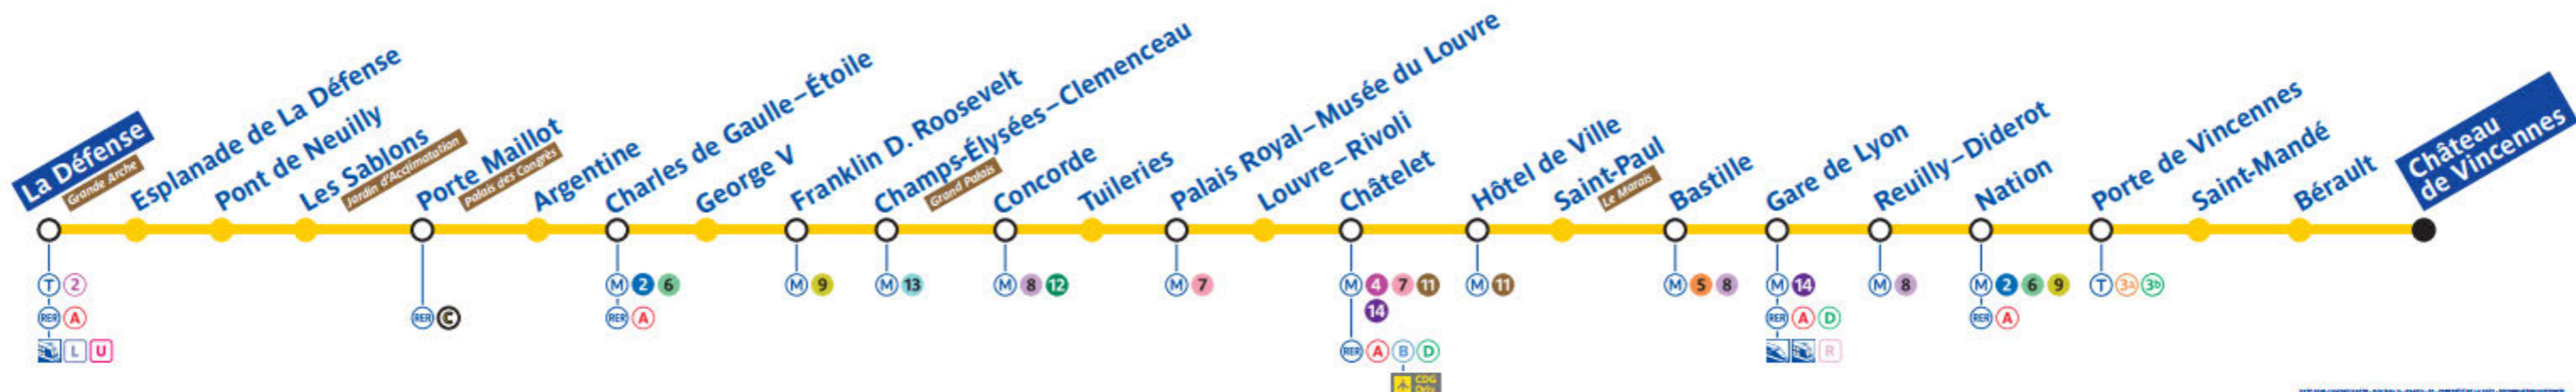 La Défense
Grande Arche
Esplanade de La Défense
Pont de Neuilly
Les Sablons
Jardin d'Acclimatation
Porte Maillot
Palais des Congrès
Argentine
Charles de Gaulle–Étoile
George V
Franklin D. Roosevelt
Champs-Élysées–Clemenceau
Grand Palais
Concorde
Tuileries
Palais Royal–Musée du Louvre
Louvre–Rivoli
Châtelet
Hôtel de Ville
Saint-Paul
Le Marais
Bastille
Gare de Lyon
Reuilly–Diderot
Nation
Porte de Vincennes
Saint-Mandé
Bérault
Château
de Vincennes
T 2
RER A
L U
RER C
M 2 6
RER A
M 9
M 13
M 8 12
M 7
M 4 7 11
14
RER A B D
CDG
Orly
M 11
M 5 8
M 14
RER A D
R
M 8
M 2 6 9
RER A
T 3a 3b